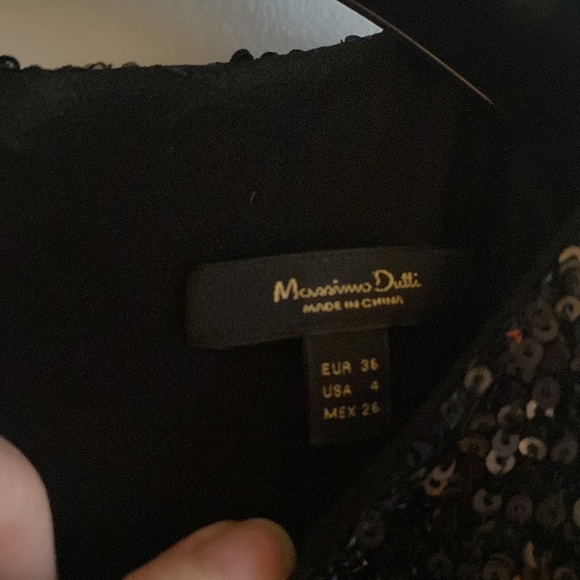 Massimo Dutti
MADE IN CHINA
EUR 36
USA 4
MEX 26